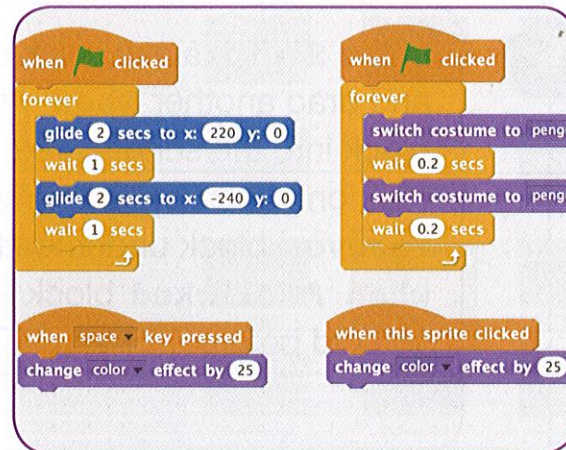 when clicked
forever
glide 2 secs to x: 220 y: 0
wait 1 secs
glide 2 secs to x: -240 y: 0
wait 1 secs
when clicked
forever
switch costume to peng
wait 0.2 secs
switch costume to peng
wait 0.2 secs
when space key pressed
change color effect by 25
when this sprite clicked
change color effect by 25